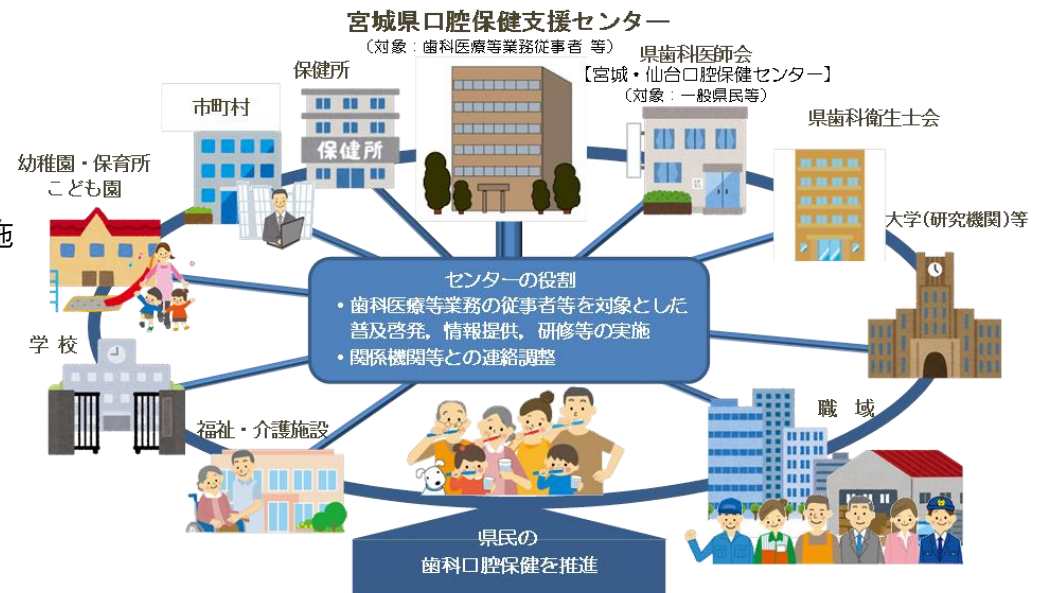 宮城県口腔保健支援センター
（対象：歯科医療等業務従事者 等）
県歯科医師会
【宮城・仙台口腔保健センター】
（対象：一般県民等）
保健所
市町村
保健所
県歯科衛生士会
幼稚園・保育所
こども園
大学(研究機関)等
施
センターの役割
・歯科医療等業務の従事者等を対象とした
普及啓発，情報提供，研修等の実施
・関係機関等との連絡調整
学 校
職 域
福祉・介護施設
県民の
歯科口腔保健を推進